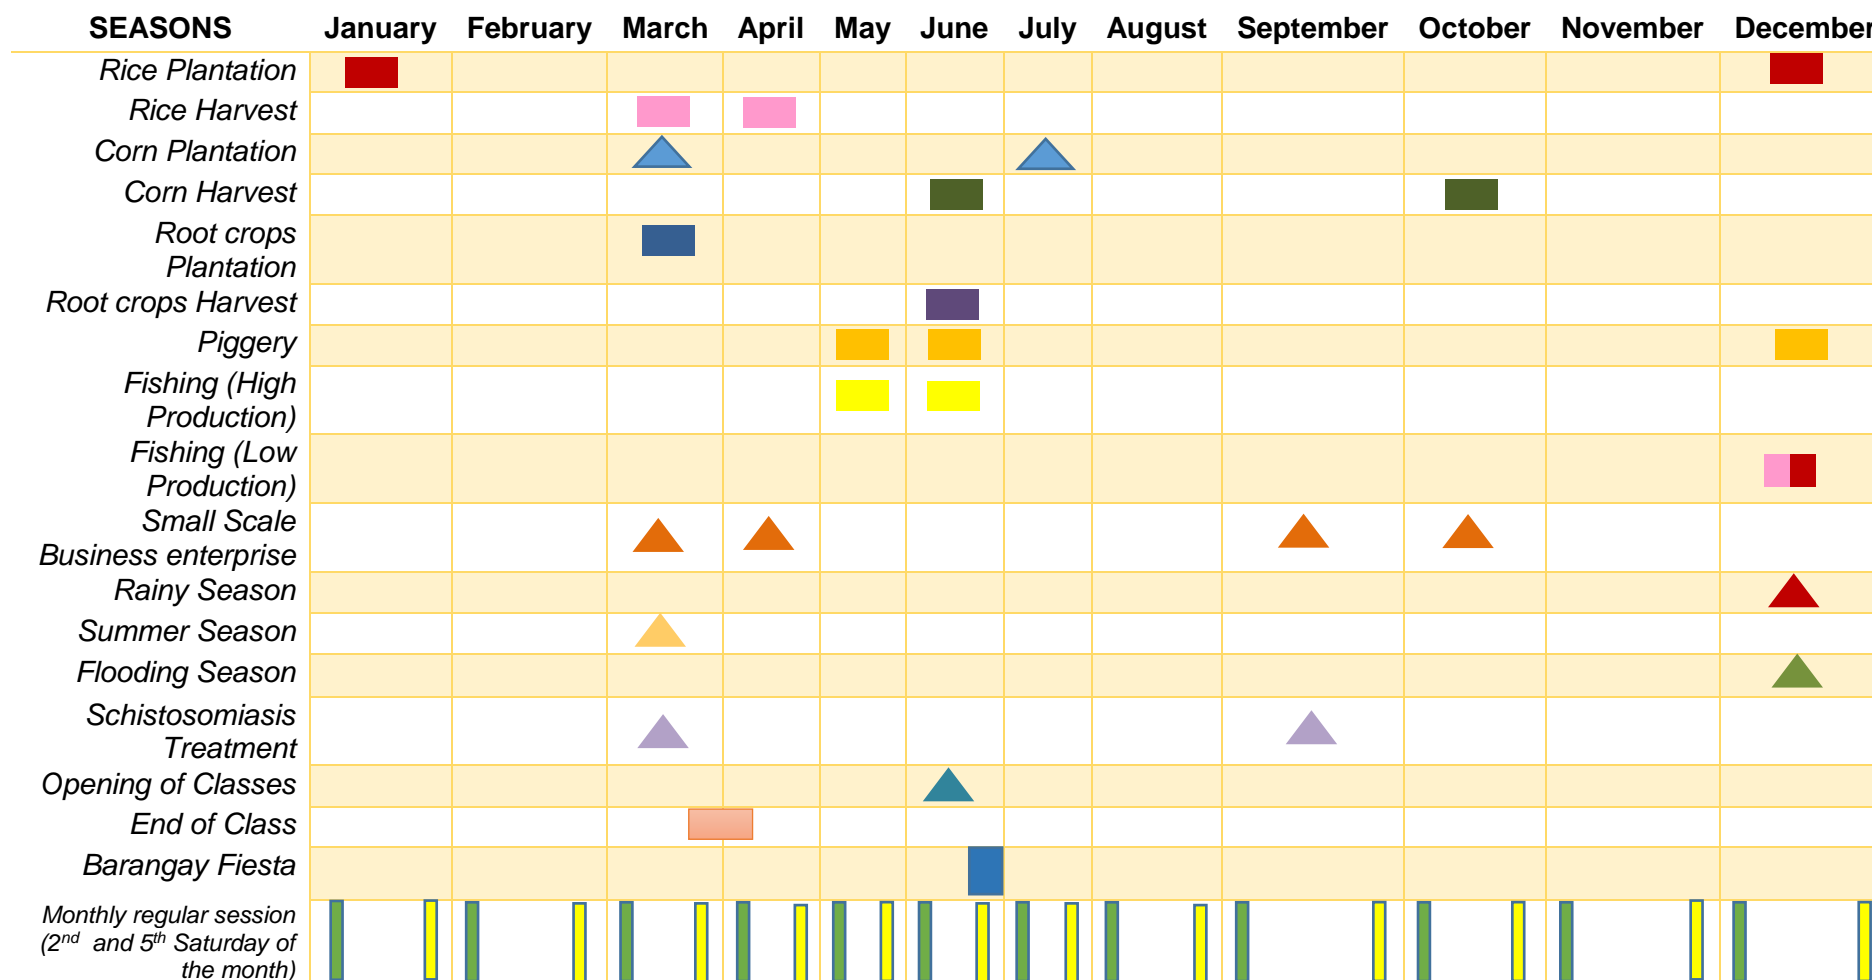 SEASONS January February March April May June July August September October November December
Rice Plantation
Rice Harvest
Corn Plantation
Corn Harvest
Root crops
Plantation
Root crops Harvest
Piggery
Fishing (High
Production)
Fishing (Low
Production)
Small Scale
Business enterprise
Rainy Season
Summer Season
Flooding Season
Schistosomiasis
Treatment
Opening of Classes
End of Class
Barangay Fiesta
Monthly regular session
(2nd and 5th Saturday of
the month)